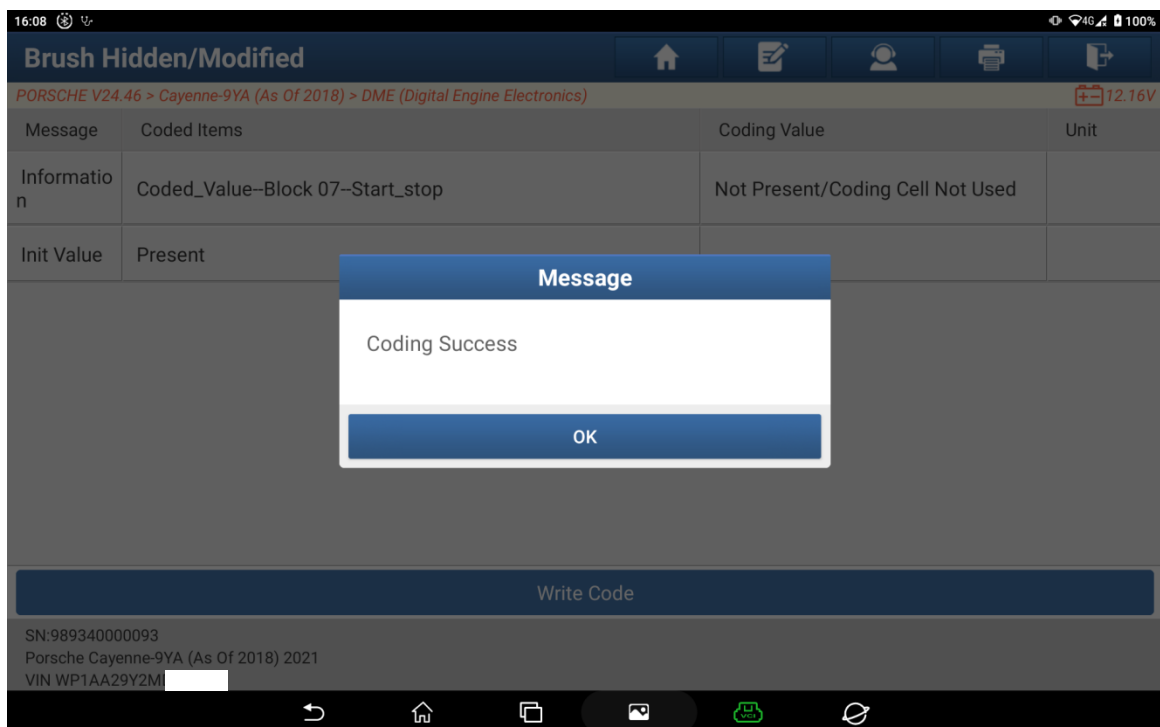 16:08 4G 100%
Brush Hidden/Modified
PORSCHE V24.46 > Cayenne-9YA (As Of 2018) > DME (Digital Engine Electronics) 12.16V
Message Coded Items Coding Value Unit
Informatio
n Coded_Value--Block 07--Start_stop Not Present/Coding Cell Not Used
Init Value Present
Message
Coding Success
OK
Write Code
SN:989340000093
Porsche Cayenne-9YA (As Of 2018) 2021
VIN WP1AA29Y2M
VCI